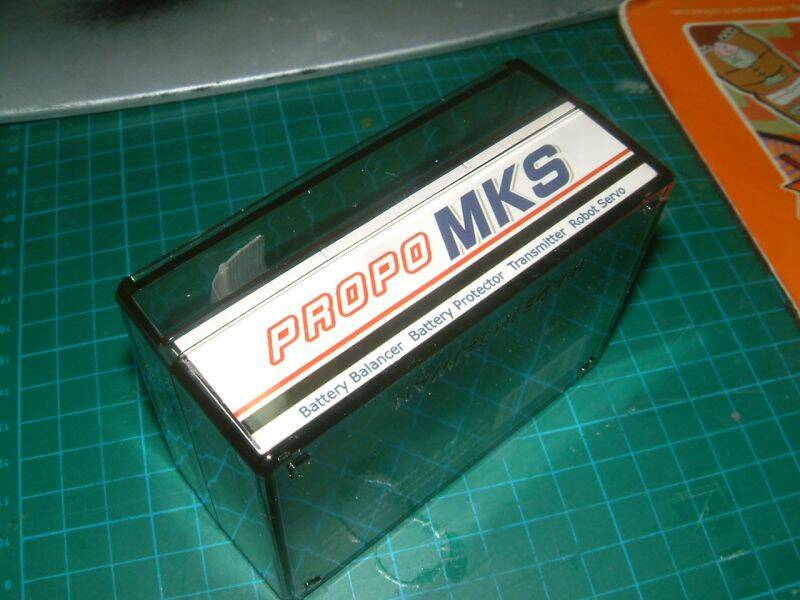 PROPO MKS
Battery Balancer Battery Protector Transmitter Robot Servo